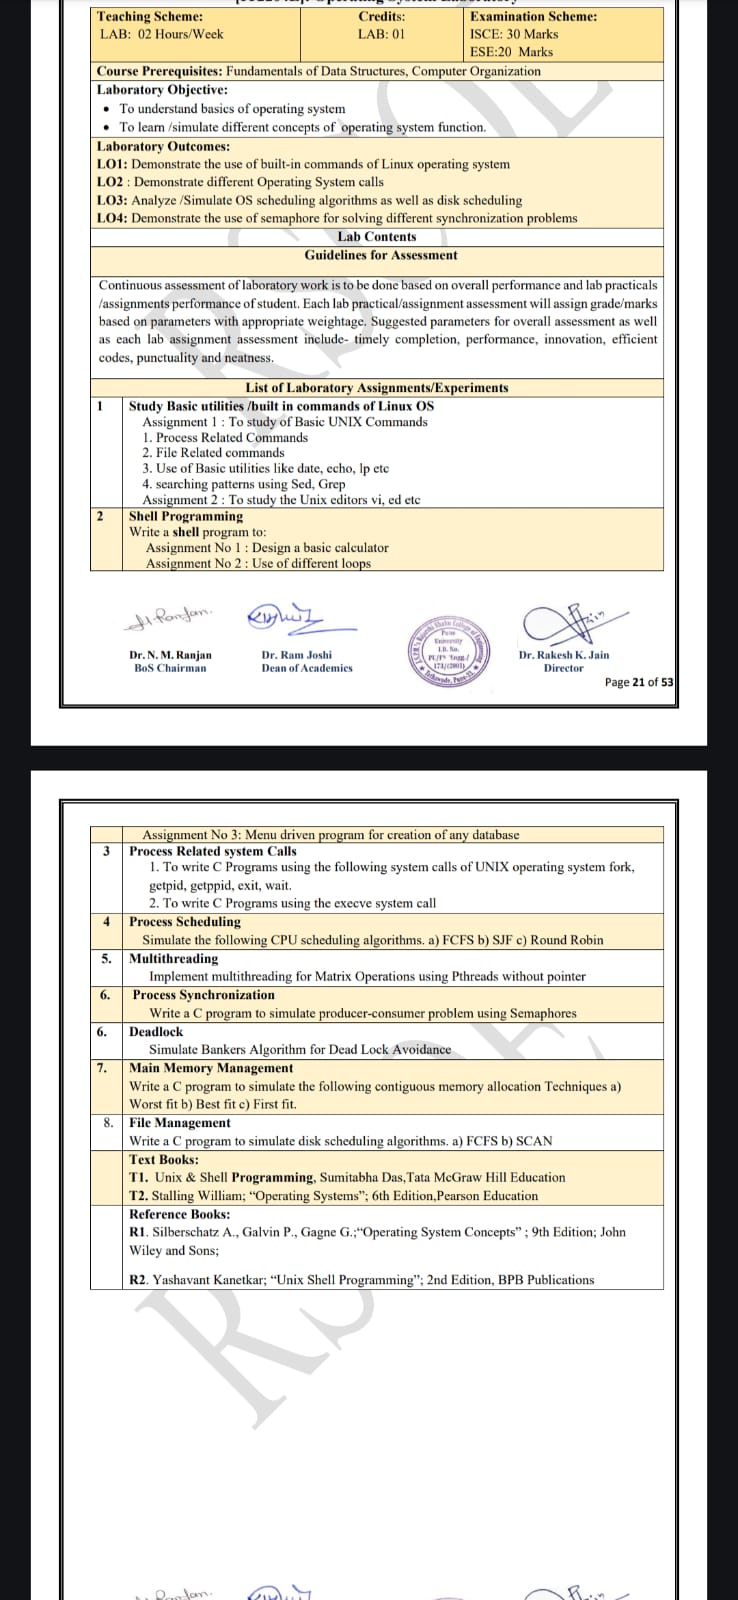 Teaching Scheme:
LAB: 02 Hours/Week
Credits:
LAB: 01
Examination Scheme:
ISCE: 30 Marks
ESE:20 Marks
Course Prerequisites: Fundamentals of Data Structures, Computer Organization
Laboratory Objective:
• To understand basics of operating system
• To learn /simulate different concepts of operating system function.
Laboratory Outcomes:
LO1: Demonstrate the use of built-in commands of Linux operating system
LO2 : Demonstrate different Operating System calls
LO3: Analyze /Simulate OS scheduling algorithms as well as disk scheduling
LO4: Demonstrate the use of semaphore for solving different synchronization problems
Lab Contents
Guidelines for Assessment
Continuous assessment of laboratory work is to be done based on overall performance and lab practicals
/assignments performance of student. Each lab practical/assignment assessment will assign grade/marks
based on parameters with appropriate weightage. Suggested parameters for overall assessment as well
as each lab assignment assessment include- timely completion, performance, innovation, efficient
codes, punctuality and neatness.
List of Laboratory Assignments/Experiments
1 Study Basic utilities /built in commands of Linux OS
Assignment 1 : To study of Basic UNIX Commands
1. Process Related Commands
2. File Related commands
3. Use of Basic utilities like date, echo, lp etc
4. searching patterns using Sed, Grep
Assignment 2 : To study the Unix editors vi, ed etc
2 Shell Programming
Write a shell program to:
Assignment No 1 : Design a basic calculator
Assignment No 2 : Use of different loops
Dr. N. M. Ranjan
BoS Chairman
Dr. Ram Joshi
Dean of Academics
Dr. Rakesh K. Jain
Director
Page 21 of 53
Assignment No 3: Menu driven program for creation of any database
3 Process Related system Calls
1. To write C Programs using the following system calls of UNIX operating system fork,
getpid, getppid, exit, wait.
2. To write C Programs using the execve system call
4 Process Scheduling
Simulate the following CPU scheduling algorithms. a) FCFS b) SJF c) Round Robin
5. Multithreading
Implement multithreading for Matrix Operations using Pthreads without pointer
6. Process Synchronization
Write a C program to simulate producer-consumer problem using Semaphores
6. Deadlock
Simulate Bankers Algorithm for Dead Lock Avoidance
7. Main Memory Management
Write a C program to simulate the following contiguous memory allocation Techniques a)
Worst fit b) Best fit c) First fit.
8. File Management
Write a C program to simulate disk scheduling algorithms. a) FCFS b) SCAN
Text Books:
T1. Unix & Shell Programming, Sumitabha Das,Tata McGraw Hill Education
T2. Stalling William; “Operating Systems”; 6th Edition,Pearson Education
Reference Books:
R1. Silberschatz A., Galvin P., Gagne G.;“Operating System Concepts” ; 9th Edition; John
Wiley and Sons;
R2. Yashavant Kanetkar; “Unix Shell Programming”; 2nd Edition, BPB Publications